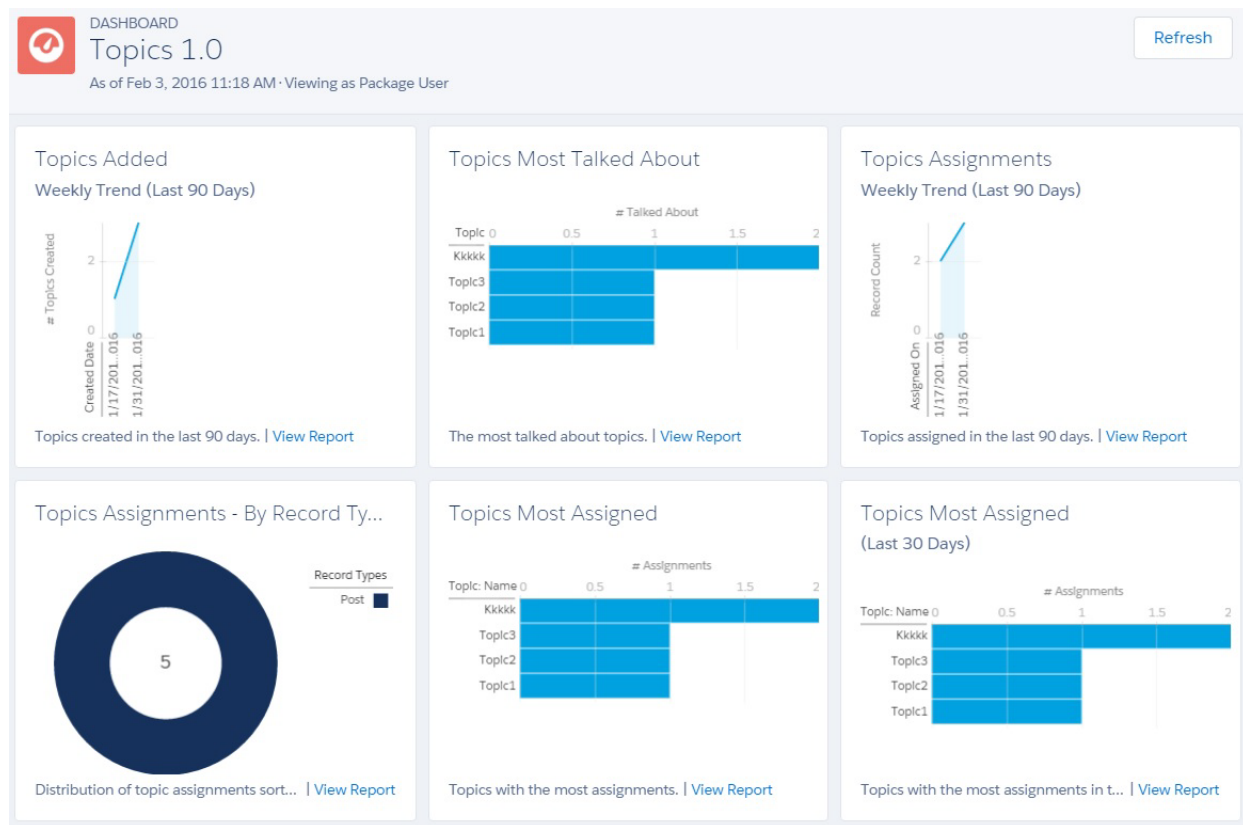 DASHBOARD
Topics 1.0
As of Feb 3, 2016 11:18 AM·Viewing as Package User
Refresh
Topics Added
Weekly Trend (Last 90 Days)
# Topics Created
2
0
Created Date
1/17/201...016
1/31/201...016
Topics created in the last 90 days. | View Report
Topics Most Talked About
# Talked About
Topic 0 0.5 1 1.5 2
Kkkkk
Topic3
Topic2
Topic1
The most talked about topics. | View Report
Topics Assignments
Weekly Trend (Last 90 Days)
Record Count
2
0
Assigned On
1/17/201...016
1/31/201...016
Topics assigned in the last 90 days. | View Report
Topics Assignments - By Record Ty...
Record Types
Post
5
Distribution of topic assignments sort... | View Report
Topics Most Assigned
# Assignments
Topic: Name 0 0.5 1 1.5 2
Kkkkk
Topic3
Topic2
Topic1
Topics with the most assignments. | View Report
Topics Most Assigned
(Last 30 Days)
# Assignments
Topic: Name 0 0.5 1 1.5 2
Kkkkk
Topic3
Topic2
Topic1
Topics with the most assignments in t... | View Report